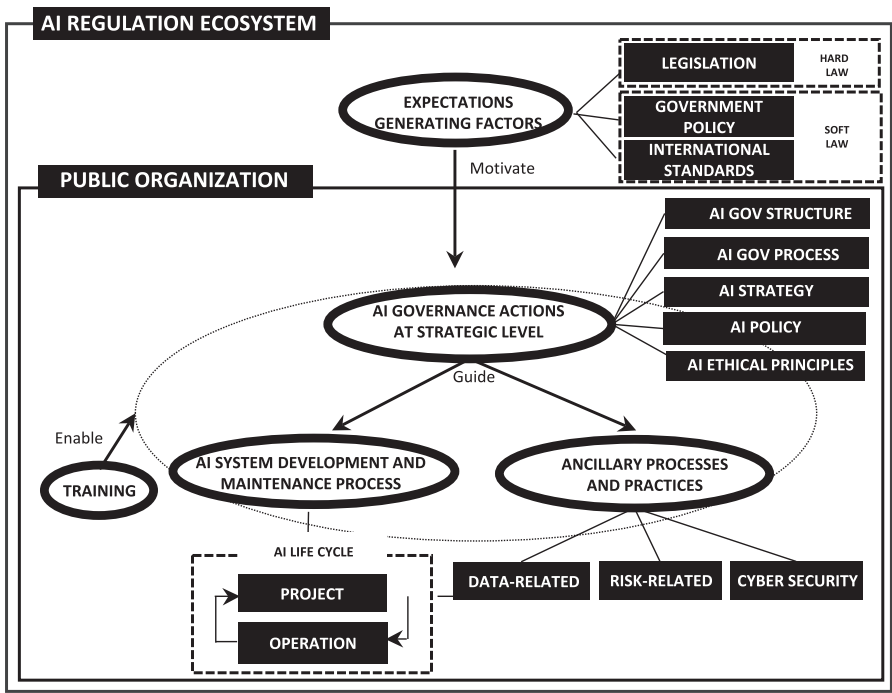 AI REGULATION ECOSYSTEM
EXPECTATIONS
GENERATING FACTORS
LEGISLATION
HARD
LAW
GOVERNMENT
POLICY
INTERNATIONAL
STANDARDS
SOFT
LAW
Motivate
PUBLIC ORGANIZATION
AI GOV STRUCTURE
AI GOV PROCESS
AI STRATEGY
AI POLICY
AI ETHICAL PRINCIPLES
AI GOVERNANCE ACTIONS
AT STRATEGIC LEVEL
Guide
Enable
TRAINING
AI SYSTEM DEVELOPMENT AND
MAINTENANCE PROCESS
ANCILLARY PROCESSES
AND PRACTICES
AI LIFE CYCLE
PROJECT
OPERATION
DATA-RELATED
RISK-RELATED
CYBER SECURITY